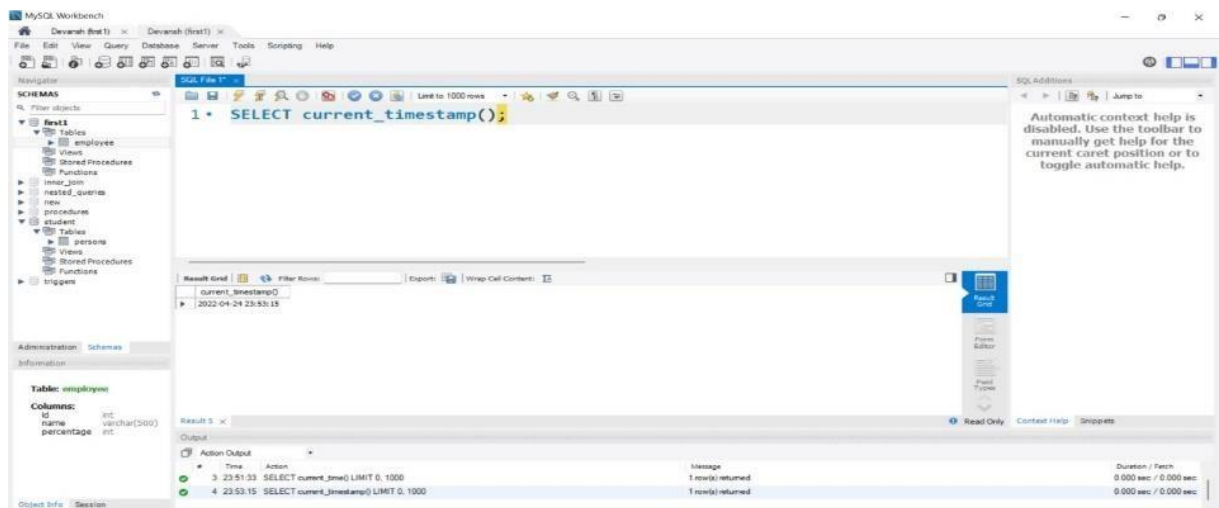 MySQL Workbench
Devansh (first1) × Devansh (first1) ×
File Edit View Query Database Server Tools Scripting Help
Navigator
SCHEMAS
Filter objects
first1
Tables
employee
Views
Stored Procedures
Functions
inner_join
nested_queries
new
procedures
student
Tables
persons
Views
Stored Procedures
Functions
triggers
Administration Schemas
Information
Table: employee
Columns:
id int
name varchar(500)
percentage int
Object Info Session
SQL File 1* ×
Limit to 1000 rows
1 • SELECT current_timestamp();
Result Grid Filter Rows: Export: Wrap Cell Content:
current_timestamp()
2022-04-24 23:53:15
Result Grid
Form Editor
Field Types
Result 5 ×
Read Only
Output
Action Output
# Time Action Message Duration / Fetch
3 23:51:33 SELECT current_time() LIMIT 0, 1000 1 row(s) returned 0.000 sec / 0.000 sec
4 23:53:15 SELECT current_timestamp() LIMIT 0, 1000 1 row(s) returned 0.000 sec / 0.000 sec
SQL Additions
Jump to
Automatic context help is
disabled. Use the toolbar to
manually get help for the
current caret position or to
toggle automatic help.
Context Help Snippets